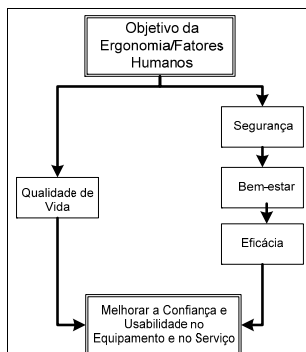 Objetivo da
Ergonomia/Fatores
Humanos
Segurança
Qualidade de
Vida
Bem-estar
Eficácia
Melhorar a Confiança e
Usabilidade no
Equipamento e no Serviço